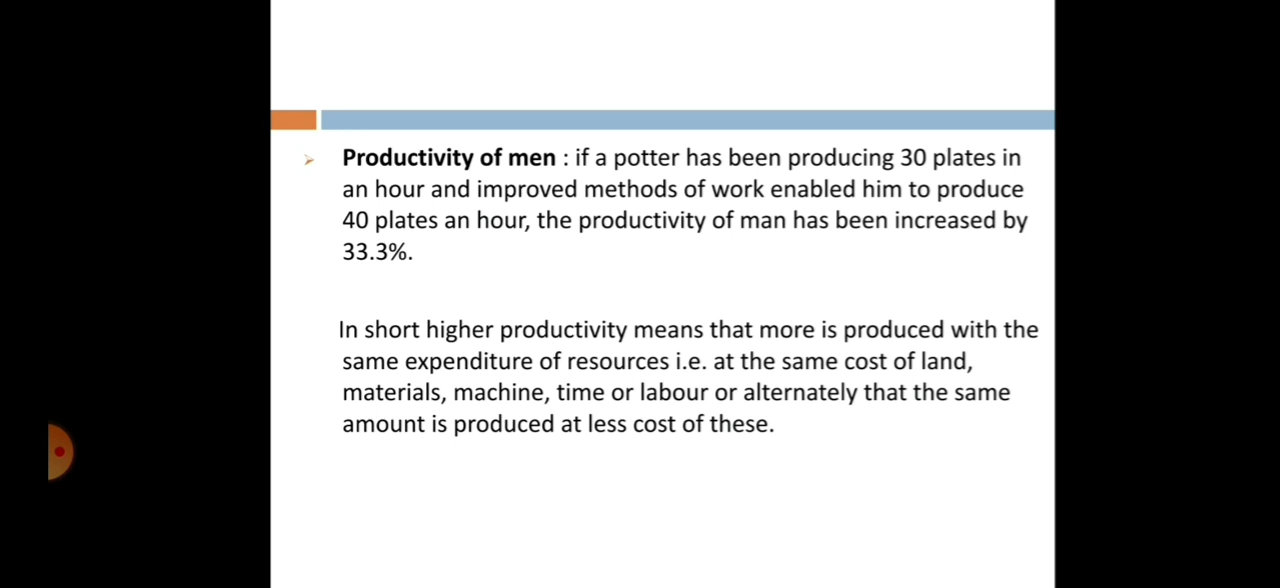 Productivity of men : if a potter has been producing 30 plates in
an hour and improved methods of work enabled him to produce
40 plates an hour, the productivity of man has been increased by
33.3%.
In short higher productivity means that more is produced with the
same expenditure of resources i.e. at the same cost of land,
materials, machine, time or labour or alternately that the same
amount is produced at less cost of these.